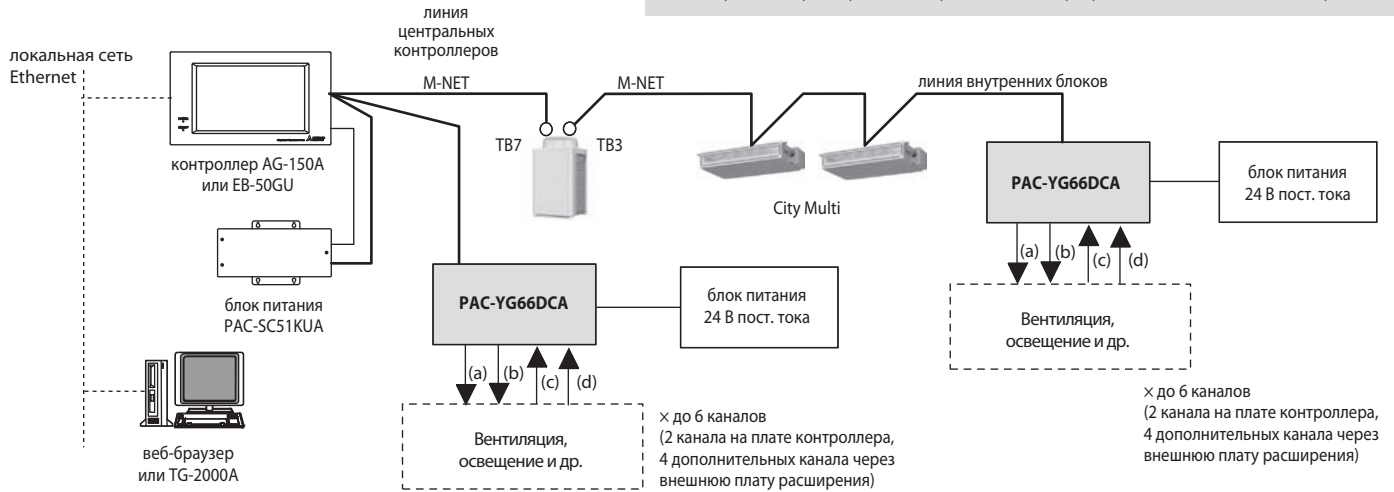 линия
центральных
контроллеров
локальная сеть
Ethernet
M-NET
M-NET
линия внутренних блоков
TB7
TB3
контроллер AG-150A
или EB-50GU
City Multi
PAC-YG66DCA
блок питания
24 В пост. тока
(a)
(b)
(c)
(d)
блок питания
PAC-SC51KUA
PAC-YG66DCA
блок питания
24 В пост. тока
Вентиляция,
освещение и др.
(a)
(b)
(c)
(d)
× до 6 каналов
(2 канала на плате контроллера,
4 дополнительных канала через
внешнюю плату расширения)
веб-браузер
или TG-2000A
Вентиляция,
освещение и др.
× до 6 каналов
(2 канала на плате контроллера,
4 дополнительных канала через
внешнюю плату расширения)